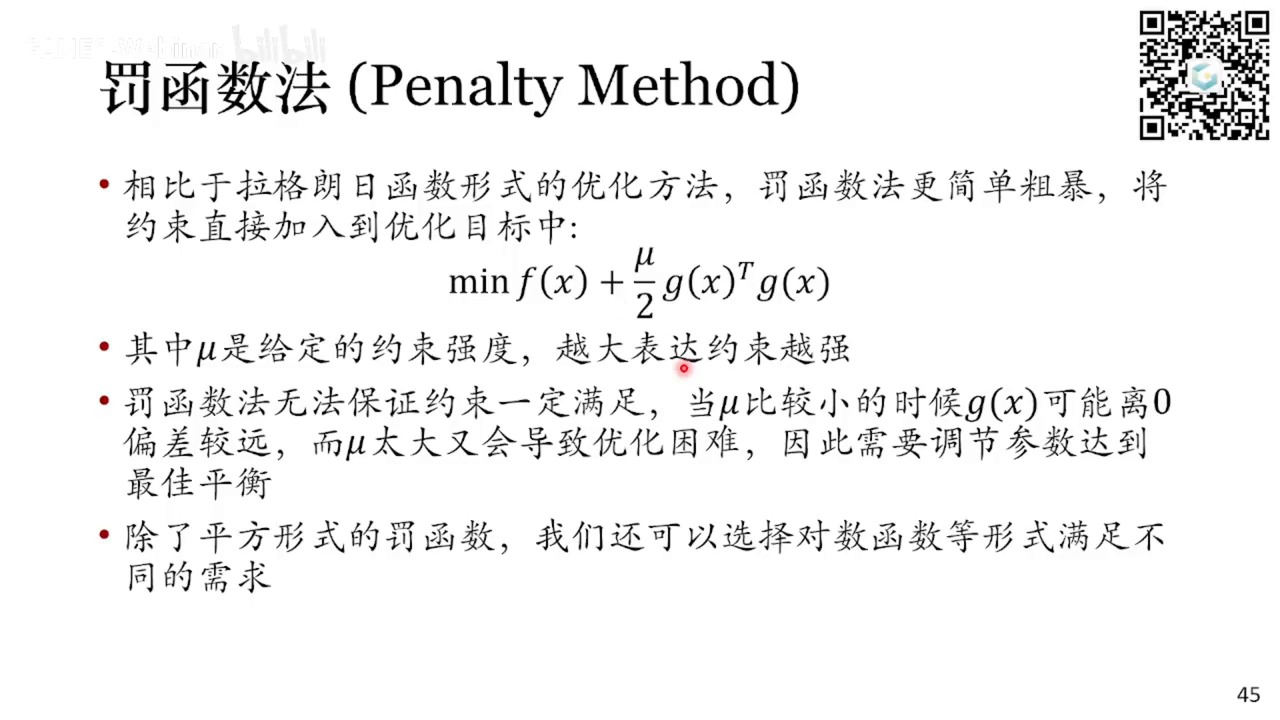 bilibili
罚函数法 (Penalty Method)
• 相比于拉格朗日函数形式的优化方法，罚函数法更简单粗暴，将
约束直接加入到优化目标中:
min f(x) + μ/2 g(x)^T g(x)
• 其中μ是给定的约束强度，越大表达约束越强
• 罚函数法无法保证约束一定满足，当μ比较小的时候g(x)可能离0
偏差较远，而μ太大又会导致优化困难，因此需要调节参数达到
最佳平衡
• 除了平方形式的罚函数，我们还可以选择对数函数等形式满足不
同的需求
45